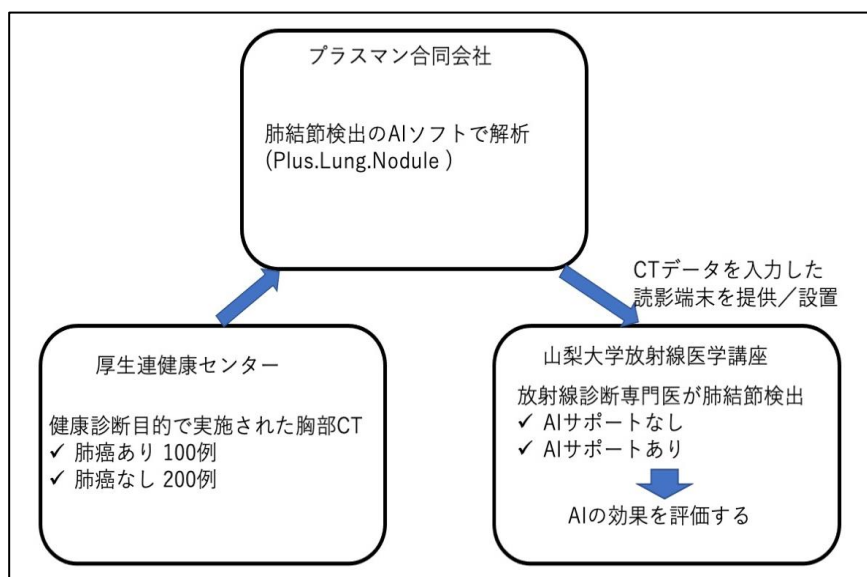 プラスマン合同会社
肺結節検出のAIソフトで解析
(Plus.Lung.Nodule )
CTデータを入力した
読影端末を提供／設置
厚生連健康センター
健康診断目的で実施された胸部CT
✓ 肺癌あり 100例
✓ 肺癌なし 200例
山梨大学放射線医学講座
放射線診断専門医が肺結節検出
✓ AIサポートなし
✓ AIサポートあり
AIの効果を評価する